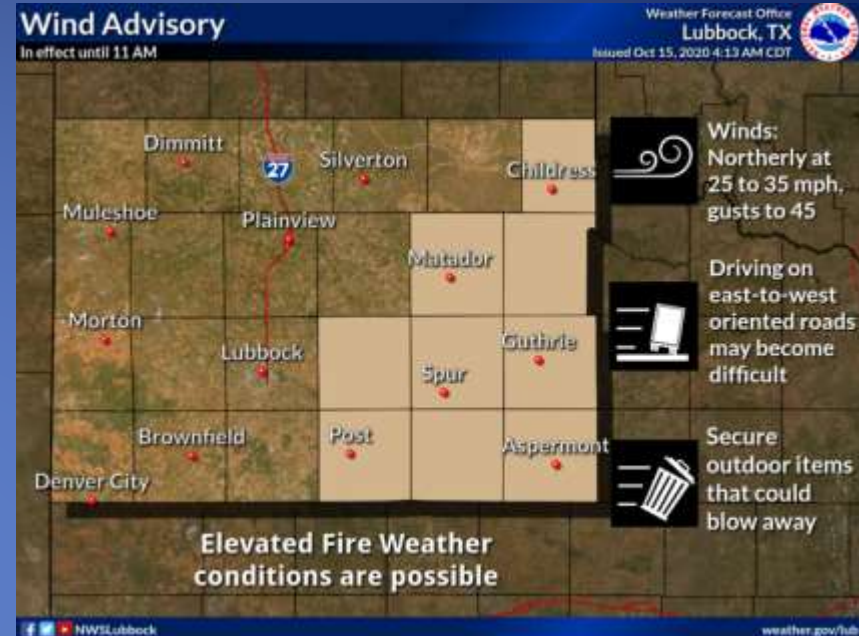 Wind Advisory
In effect until 11 AM
Weather Forecast Office
Lubbock, TX
Issued Oct 15, 2020 4:13 AM CDT
Dimmitt
27
Silverton
Childress
Muleshoe
Plainview
Matador
Morton
Lubbock
Guthrie
Spur
Brownfield
Post
Aspermont
Denver City
Winds:
Northerly at
25 to 35 mph,
gusts to 45
Driving on
east-to-west
oriented roads
may become
difficult
Secure
outdoor items
that could
blow away
Elevated Fire Weather
conditions are possible
NWSLubbock
weather.gov/lub